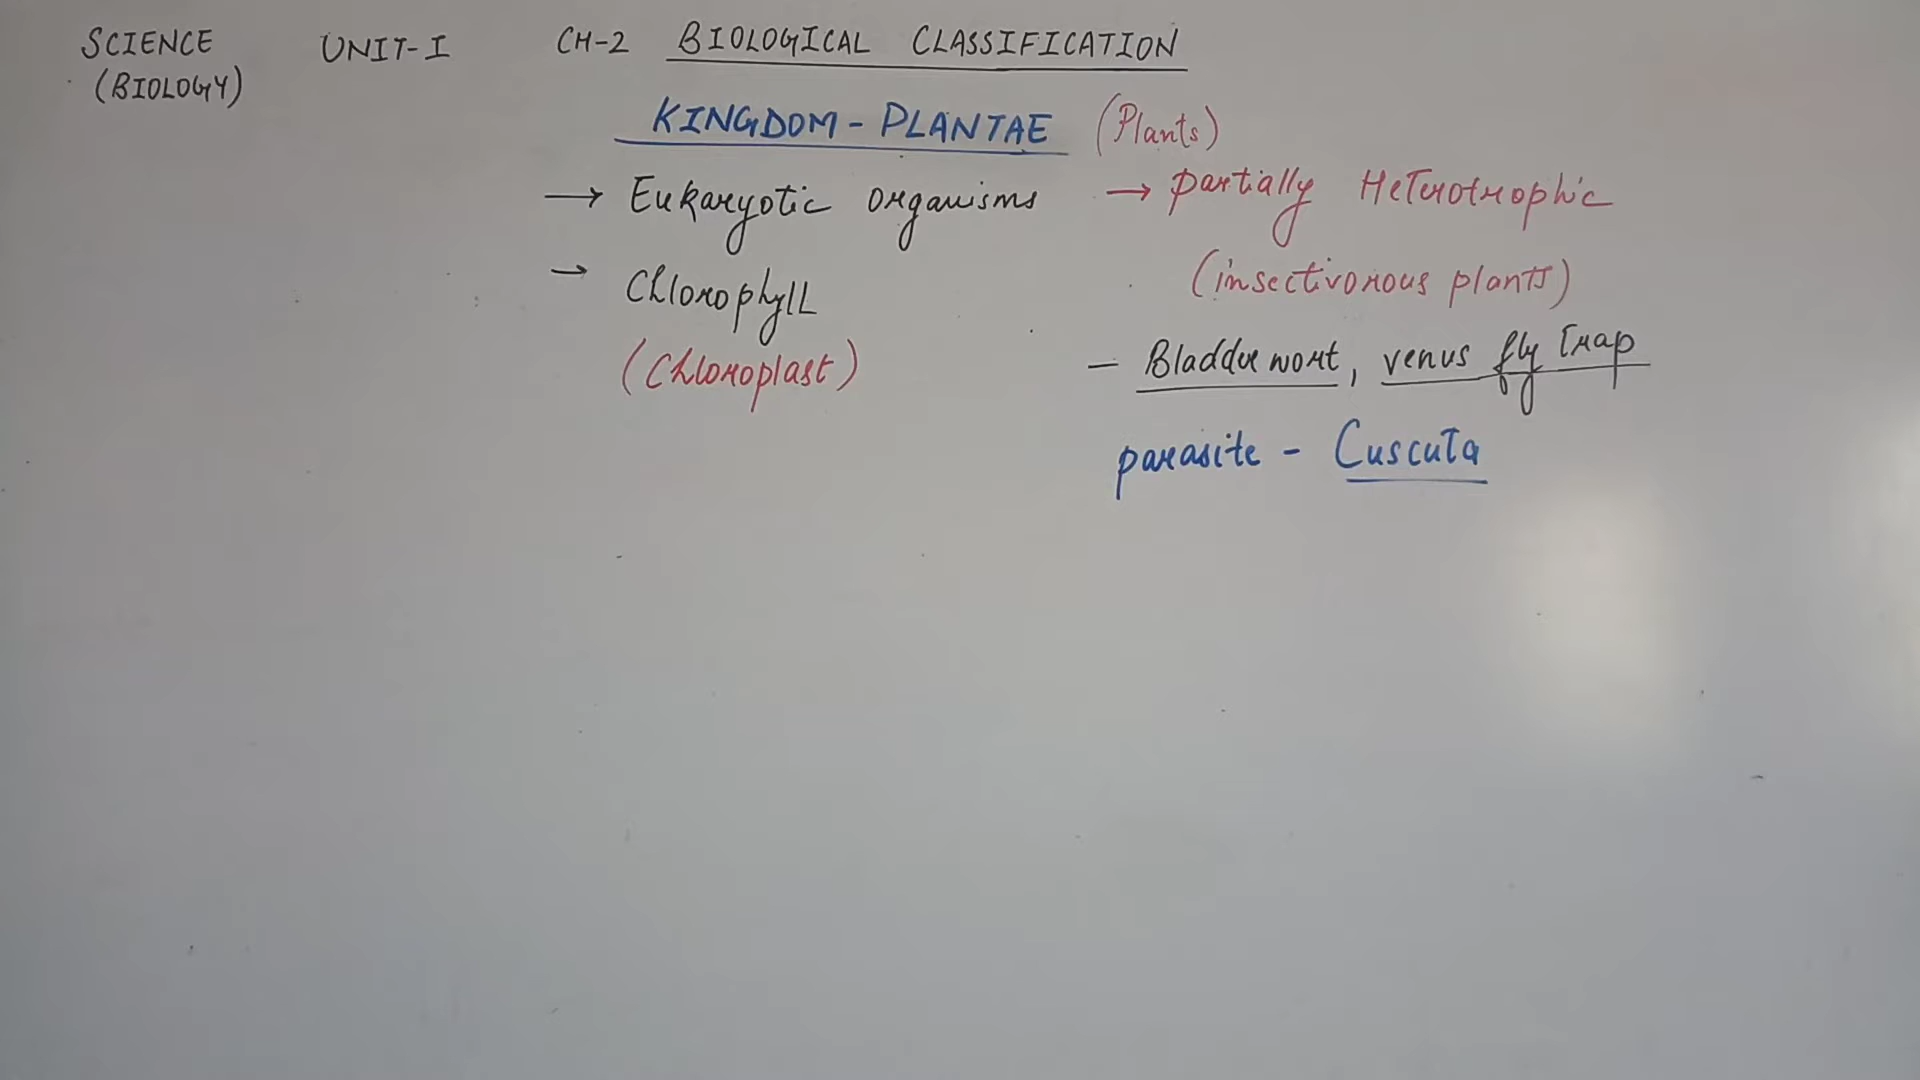 SCIENCE UNIT-I CH-2 BIOLOGICAL CLASSIFICATION
(BIOLOGY)
KINGDOM - PLANTAE (Plants)
→ Eukaryotic organisms
→ Chlorophyll
(Chloroplast)
→ partially Heterotrophic
(insectivorous plants)
- Bladderwort, venus fly trap
parasite - Cuscuta